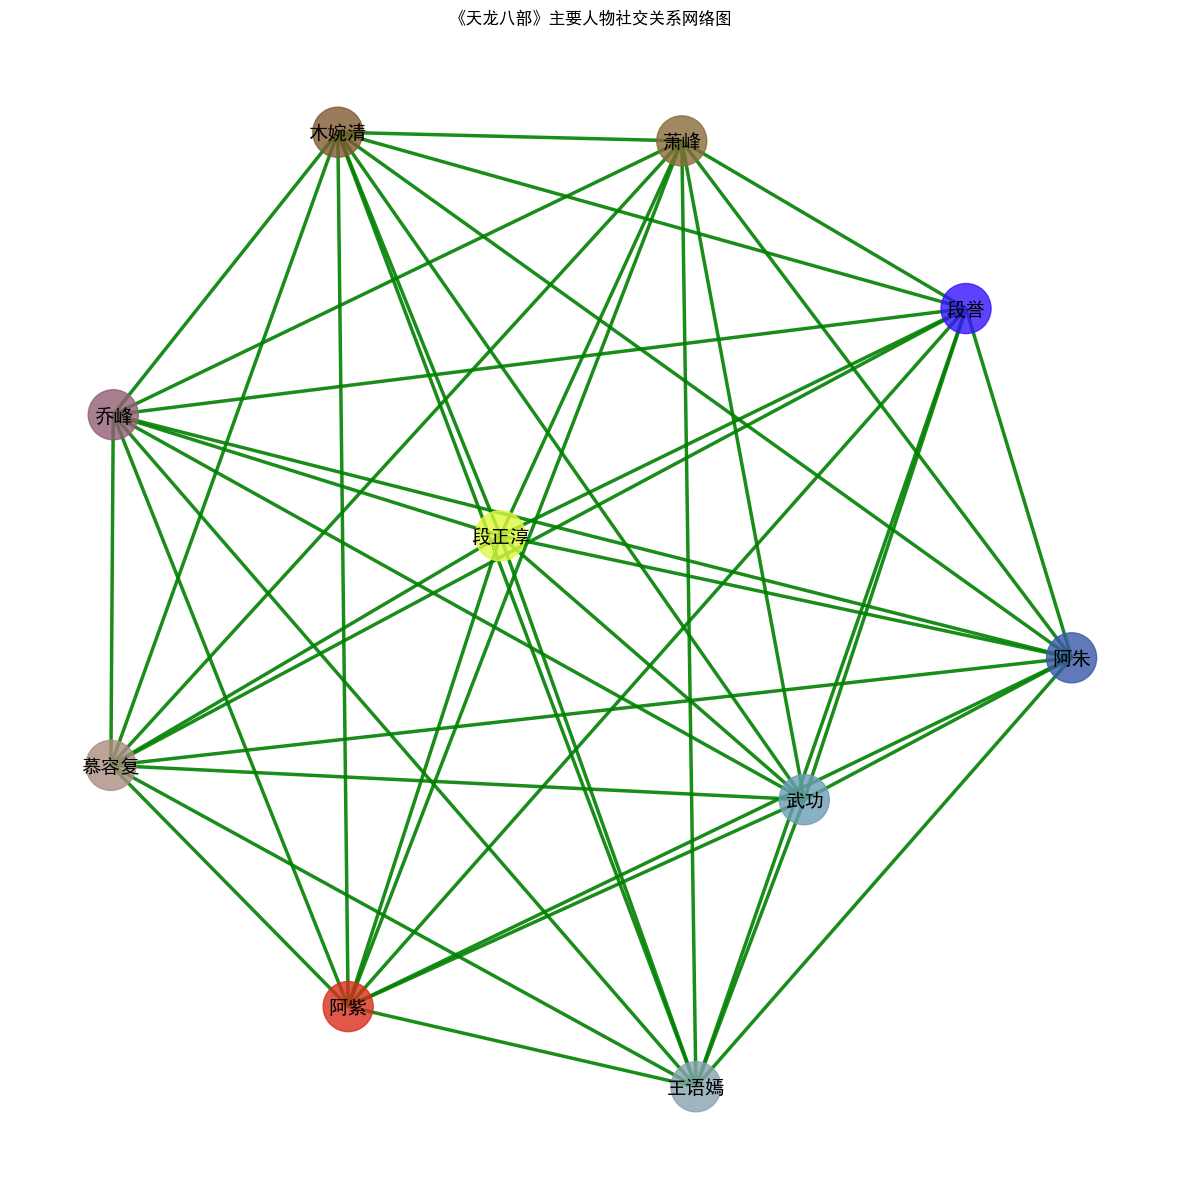 《天龙八部》主要人物社交关系网络图
木婉清
萧峰
段誉
乔峰
段正淳
阿朱
慕容复
武功
阿紫
王语嫣